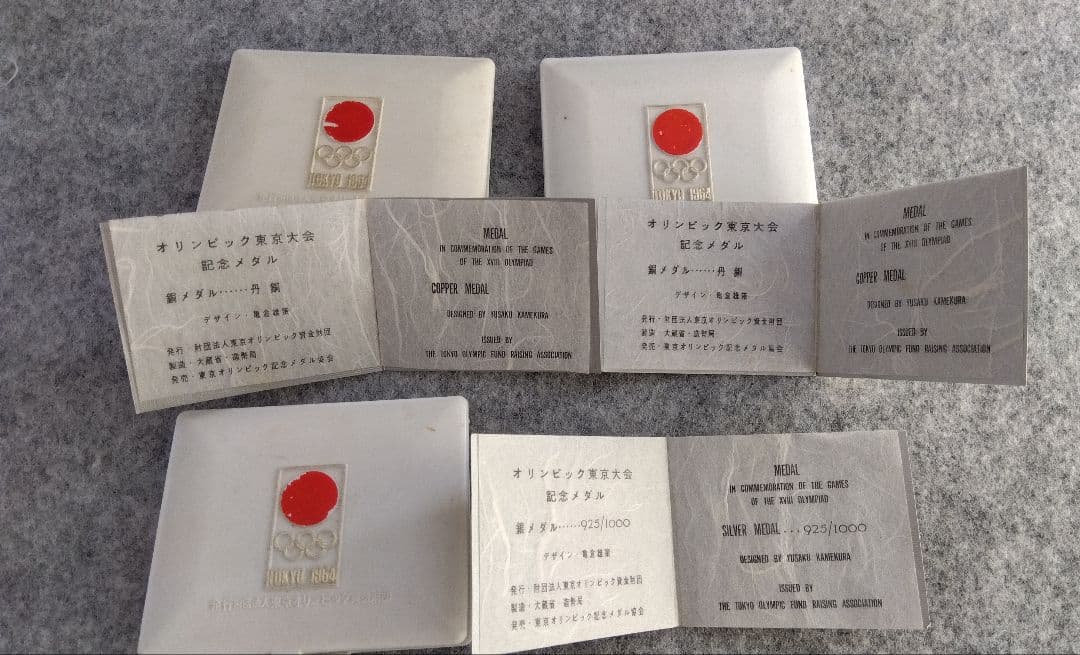 TOKYO 1964
TOKYO 1964
オリンピック東京大会
記念メダル
銅メダル……丹銅
デザイン・亀倉雄策
発行・財団法人東京オリンピック資金財団
製造・大蔵省・造幣局
発売・東京オリンピック記念メダル協会
MEDAL
IN COMMEMORATION OF THE GAMES
OF THE XVIII OLYMPIAD
COPPER MEDAL
DESIGNED BY YUSAKU KAMEKURA
ISSUED BY
THE TOKYO OLYMPIC FUND RAISING ASSOCIATION
オリンピック東京大会
記念メダル
銅メダル……丹銅
デザイン・亀倉雄策
発行・財団法人東京オリンピック資金財団
製造・大蔵省・造幣局
発売・東京オリンピック記念メダル協会
MEDAL
IN COMMEMORATION OF THE GAMES
OF THE XVIII OLYMPIAD
COPPER MEDAL
DESIGNED BY YUSAKU KAMEKURA
ISSUED BY
THE TOKYO OLYMPIC FUND RAISING ASSOCIATION
TOKYO 1964
オリンピック東京大会
記念メダル
銀メダル……925/1000
デザイン・亀倉雄策
発行・財団法人東京オリンピック資金財団
製造・大蔵省・造幣局
発売・東京オリンピック記念メダル協会
MEDAL
IN COMMEMORATION OF THE GAMES
OF THE XVIII OLYMPIAD
SILVER MEDAL...925/1000
DESIGNED BY YUSAKU KAMEKURA
ISSUED BY
THE TOKYO OLYMPIC FUND RAISING ASSOCIATION